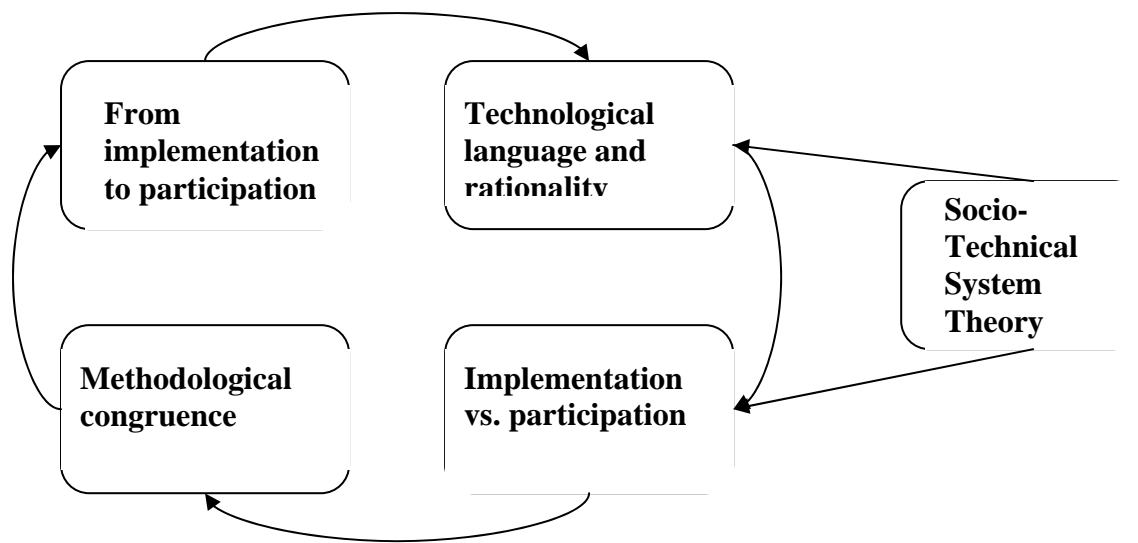 From
implementation
to participation
Technological
language and
rationality
Socio-
Technical
System
Theory
Methodological
congruence
Implementation
vs. participation